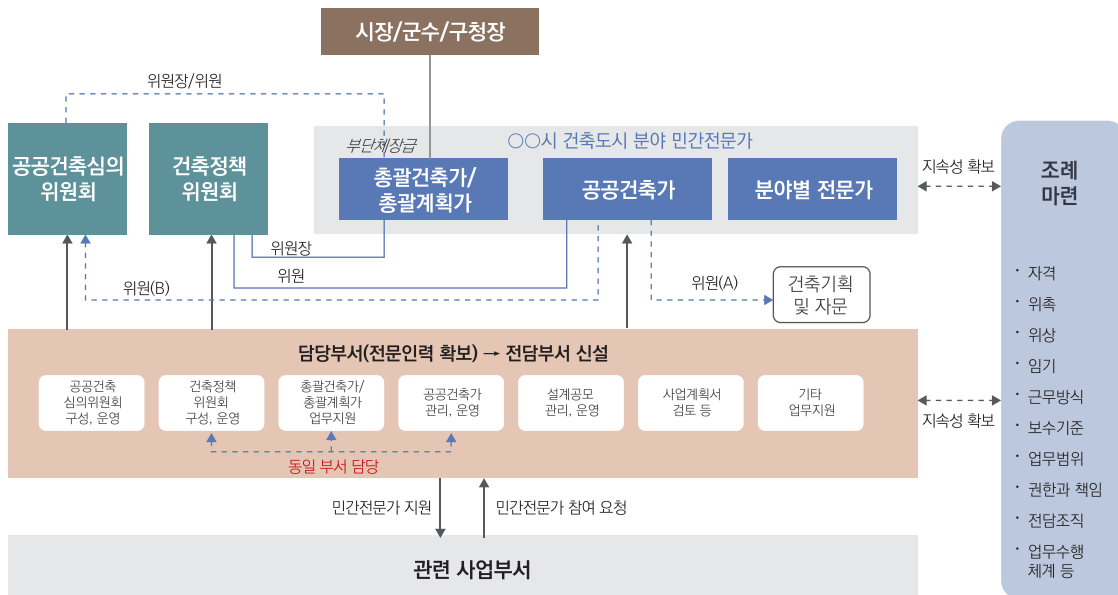 시장/군수/구청장
위원장/위원
공공건축심의
위원회
건축정책
위원회
○○시 건축도시 분야 민간전문가
부단체장급
총괄건축가/
총괄계획가
공공건축가
분야별 전문가
지속성 확보
위원장
위원
위원(B)
위원(A)
건축기획
및 자문
담당부서(전문인력 확보) → 전담부서 신설
공공건축
심의위원회
구성, 운영
건축정책
위원회
구성, 운영
총괄건축가/
총괄계획가
업무지원
공공건축가
관리, 운영
설계공모
관리, 운영
사업계획서
검토 등
기타
업무지원
동일 부서 담당
지속성 확보
민간전문가 지원
민간전문가 참여 요청
관련 사업부서
조례
마련
· 자격
· 위촉
· 위상
· 임기
· 근무방식
· 보수기준
· 업무범위
· 권한과 책임
· 전담조직
· 업무수행
체계 등